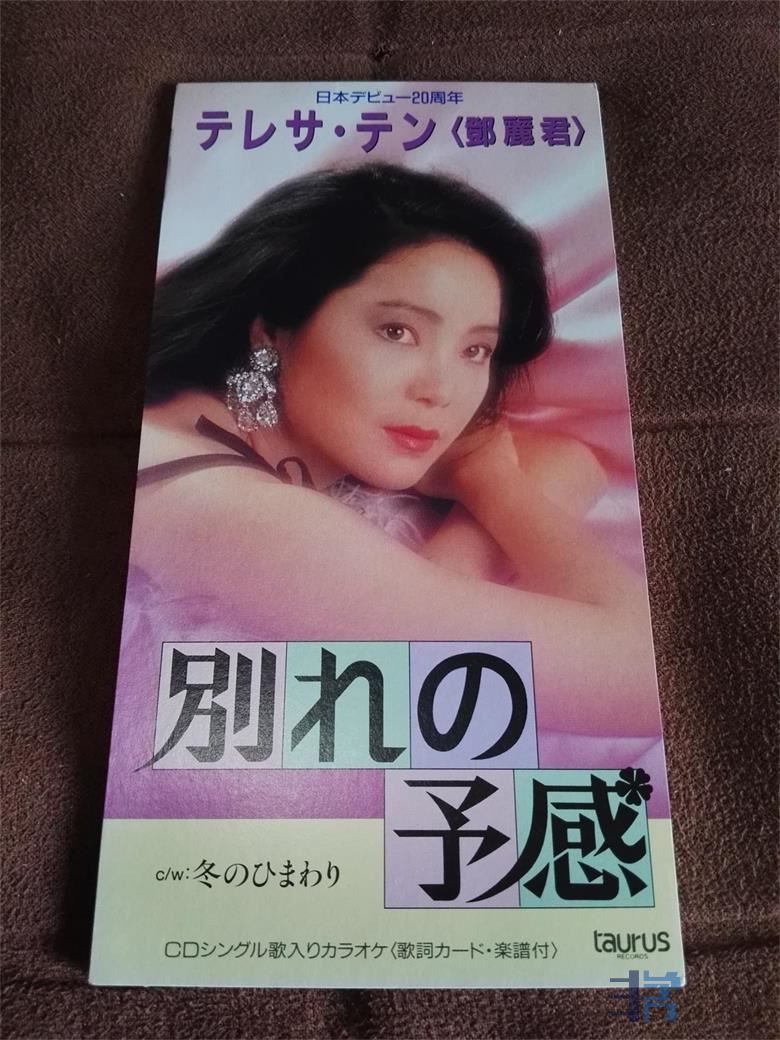 日本デビュー20周年
テレサ・テン〈鄧麗君〉
別れの
予感
c/w:冬のひまわり
CDシングル歌入りカラオケ〈歌詞カード・楽譜付〉
taurus
RECORDS